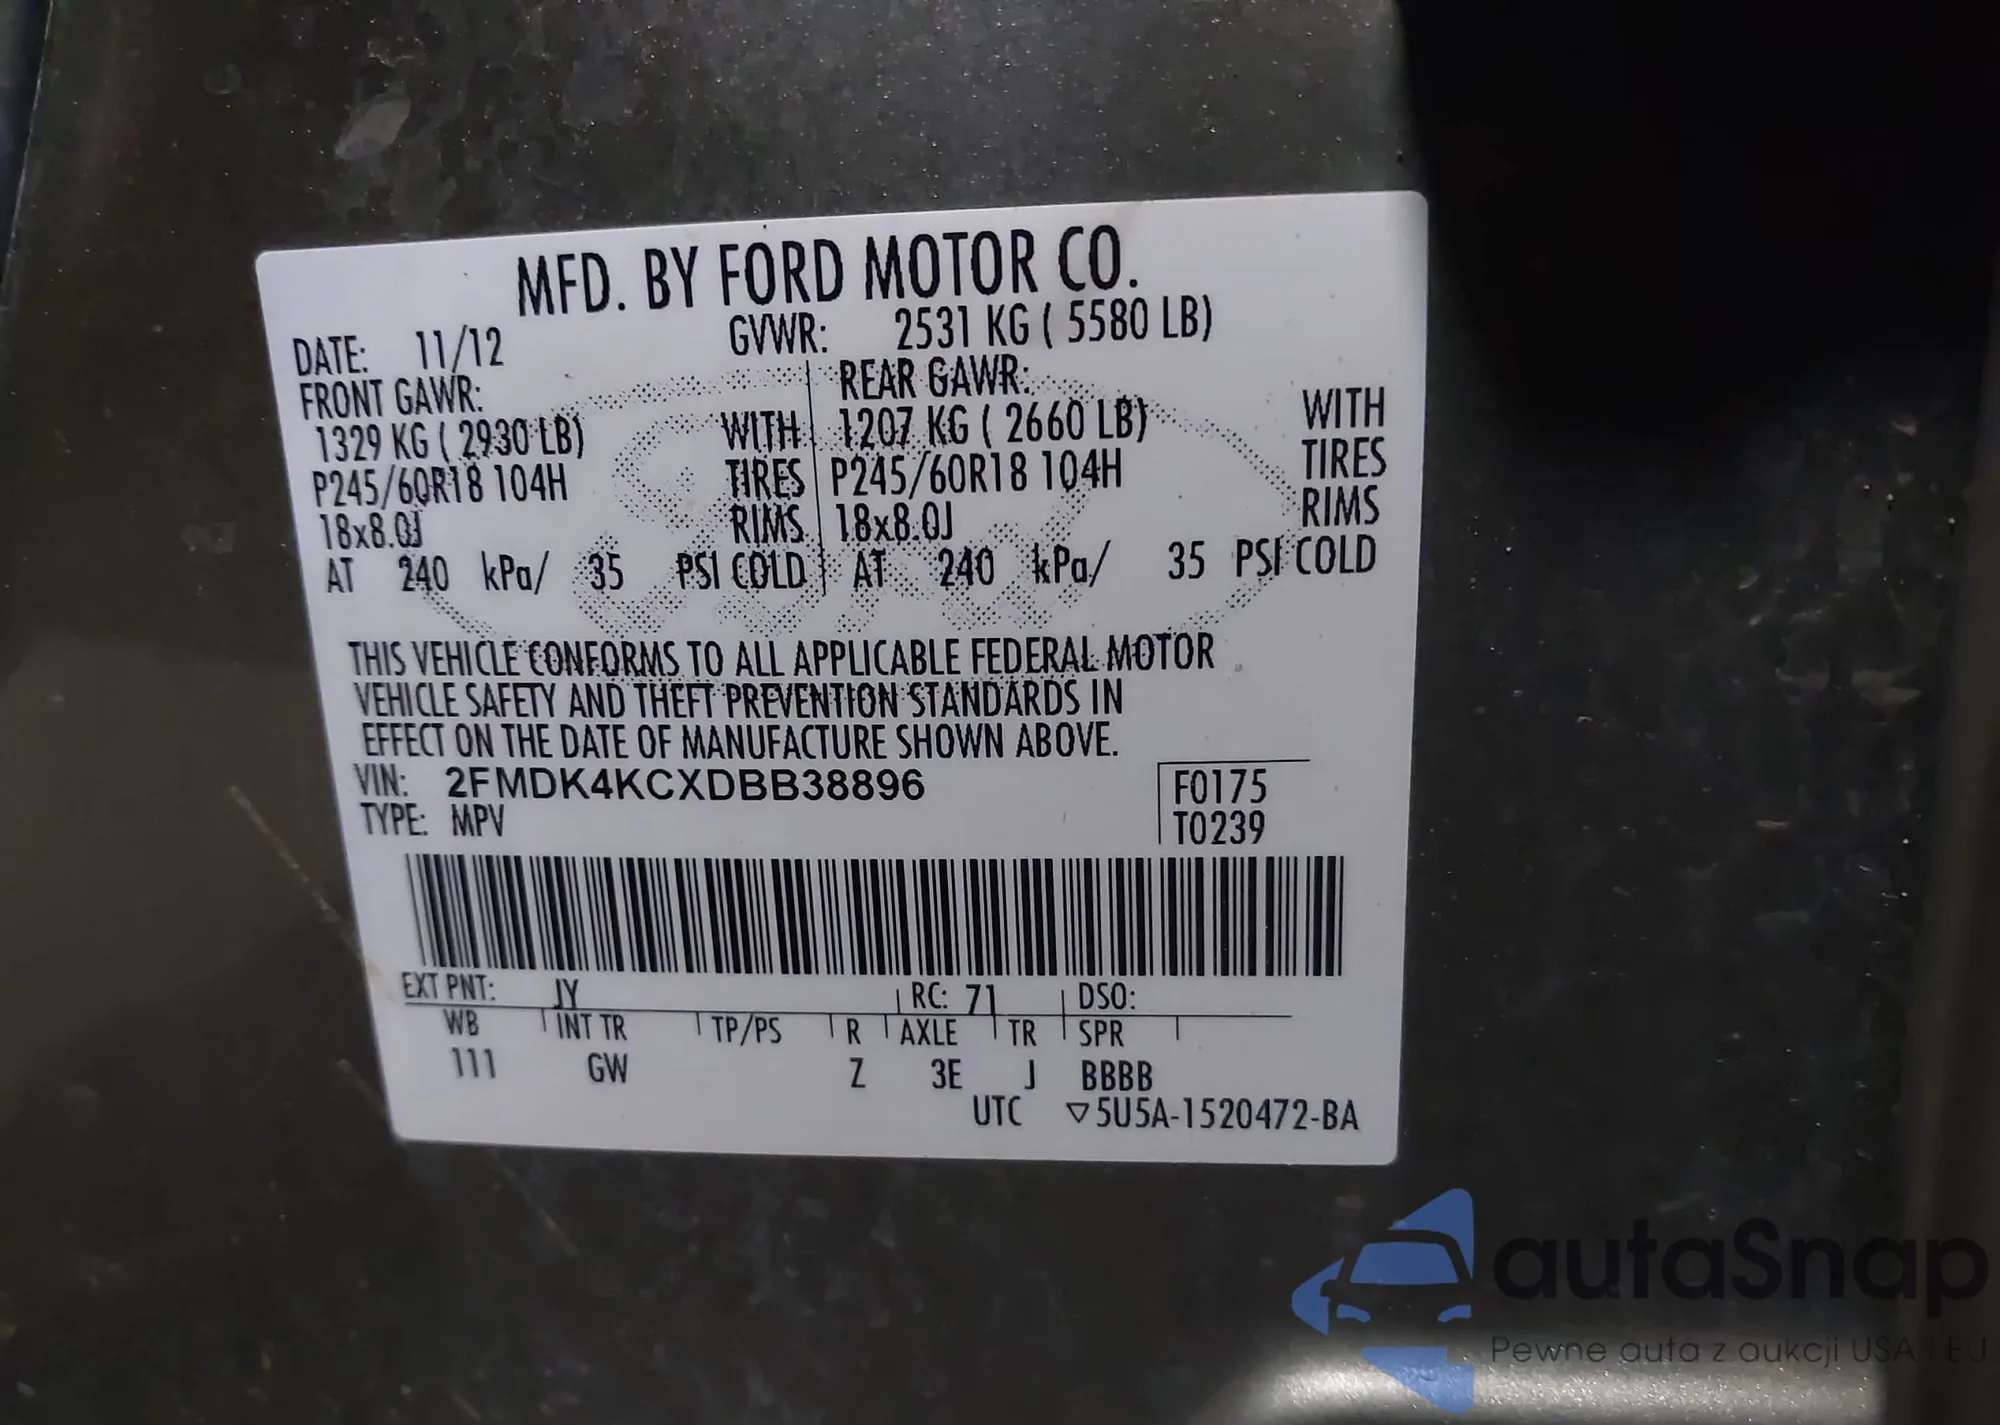 MFD. BY FORD MOTOR CO.
DATE: 11/12 GVWR: 2531 KG ( 5580 LB)
FRONT GAWR: REAR GAWR:
1329 KG ( 2930 LB) WITH 1207 KG ( 2660 LB) WITH
P245/60R18 104H TIRES P245/60R18 104H TIRES
18x8.0J RIMS 18x8.0J RIMS
AT 240 kPa/ 35 PSI COLD AT 240 kPa/ 35 PSI COLD
THIS VEHICLE CONFORMS TO ALL APPLICABLE FEDERAL MOTOR
VEHICLE SAFETY AND THEFT PREVENTION STANDARDS IN
EFFECT ON THE DATE OF MANUFACTURE SHOWN ABOVE.
VIN: 2FMDK4KCXDBB38896 F0175
TYPE: MPV T0239
EXT PNT: JY RC: 71 DSO:
WB INT TR TP/PS R AXLE TR SPR
111 GW Z 3E J BBBB
UTC ▽5U5A-1520472-BA
autaSnap
Pewne auta z aukcji USA i EU